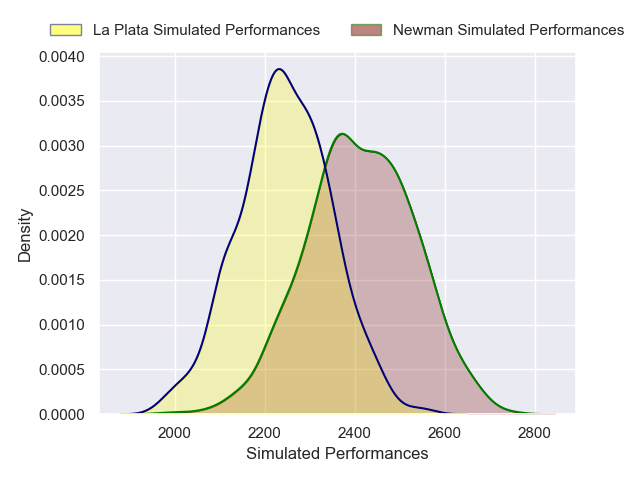 La Plata Simulated Performances Newman Simulated Performances
0.0040
0.0035
0.0030
0.0025
0.0020
0.0015
0.0010
0.0005
0.0000
Density
2000 2200 2400 2600 2800
Simulated Performances